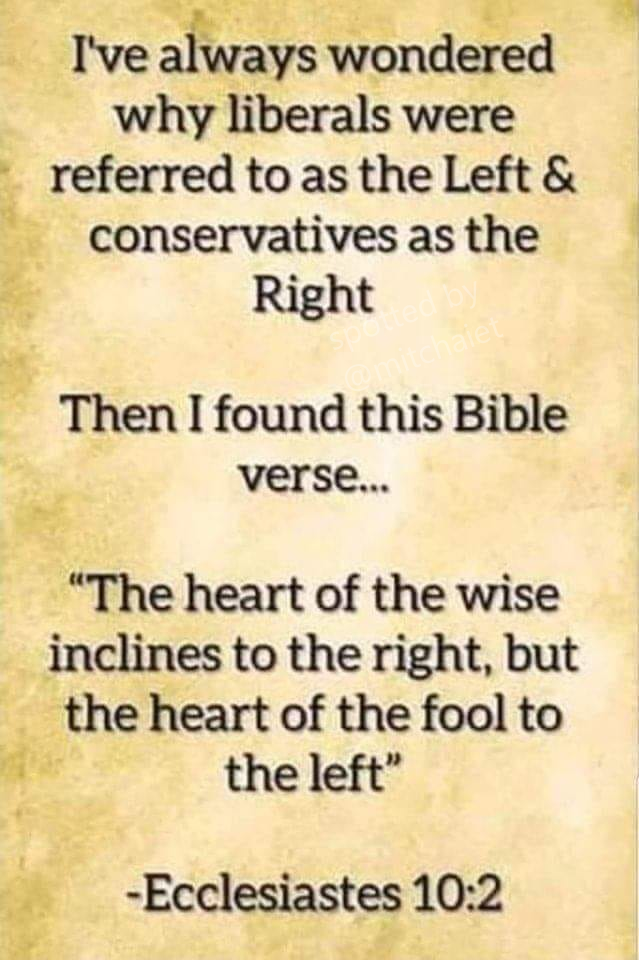 I've always wondered
why liberals were
referred to as the Left &
conservatives as the
Right
Then I found this Bible
verse...
“The heart of the wise
inclines to the right, but
the heart of the fool to
the left”
-Ecclesiastes 10:2